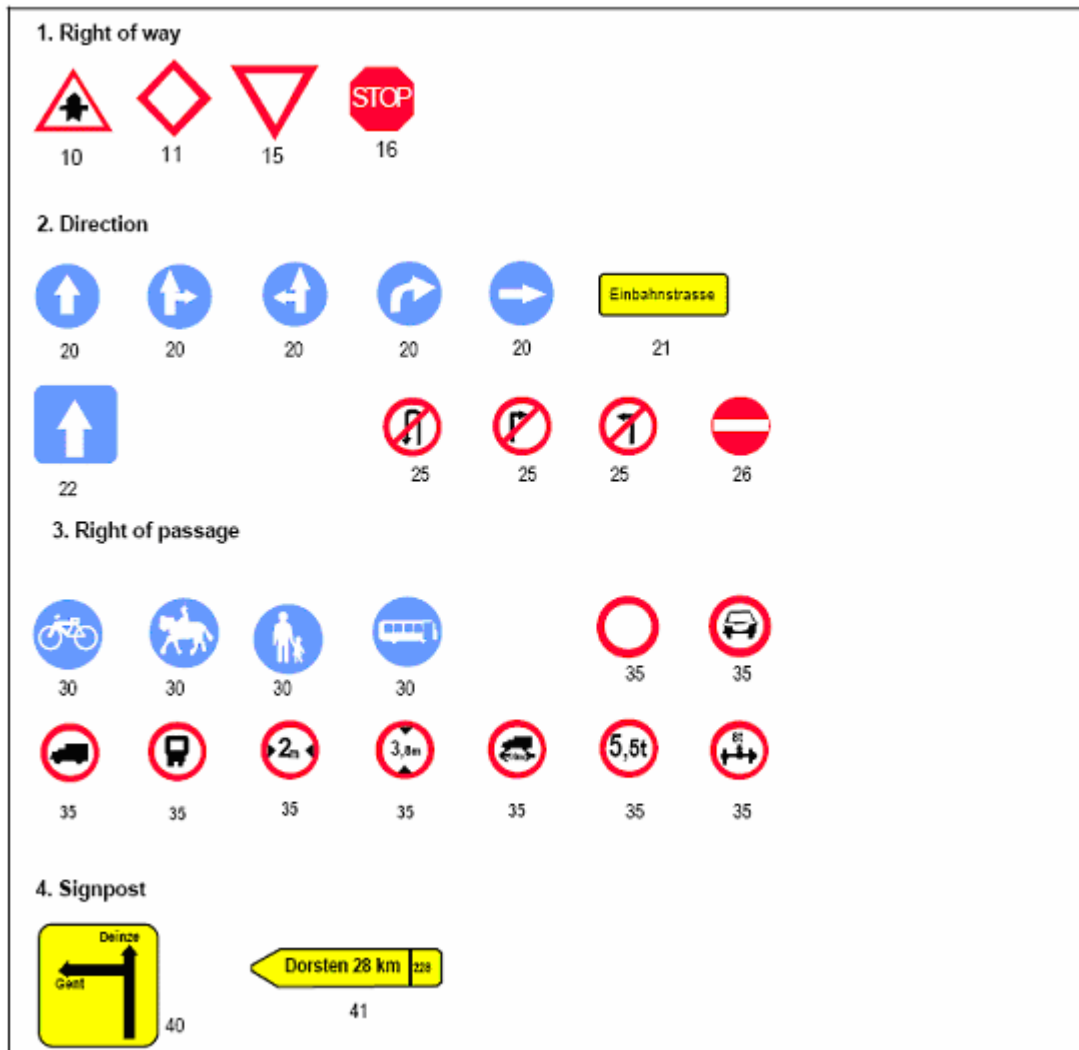 1. Right of way
STOP
10 11 15 16
2. Direction
Einbahnstrasse
20 20 20 20 20 21
22 25 25 25 26
3. Right of passage
30 30 30 30 35 35
2m 3,8m 5,5t 8t
35 35 35 35 35 35 35
4. Signpost
Deinze
Gent
Dorsten 28 km 228
40 41